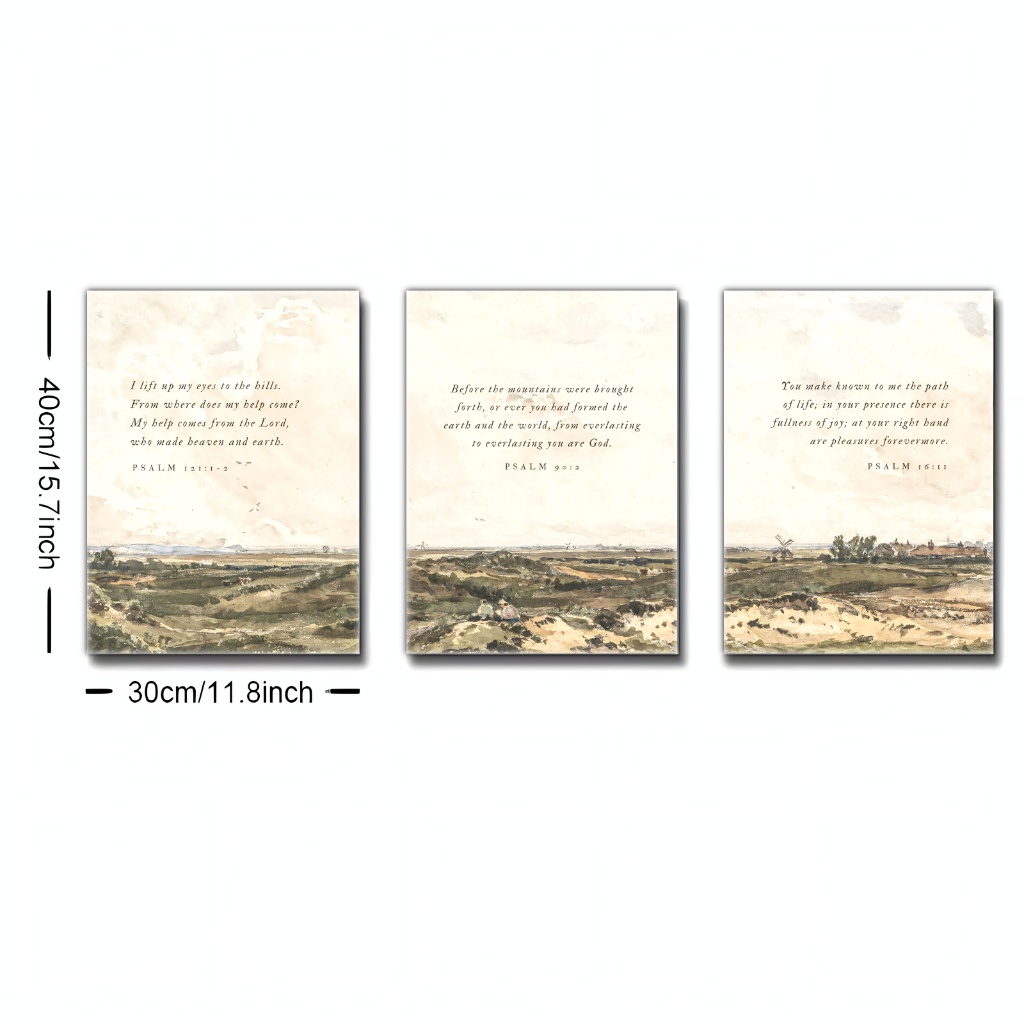 I lift up my eyes to the hills.
From where does my help come?
My help comes from the Lord,
who made heaven and earth.
PSALM 121:1-2
Before the mountains were brought
forth, or ever you had formed the
earth and the world, from everlasting
to everlasting you are God.
PSALM 90:2
You make known to me the path
of life; in your presence there is
fullness of joy; at your right hand
are pleasures forevermore.
PSALM 16:11
40cm/15.7inch
30cm/11.8inch